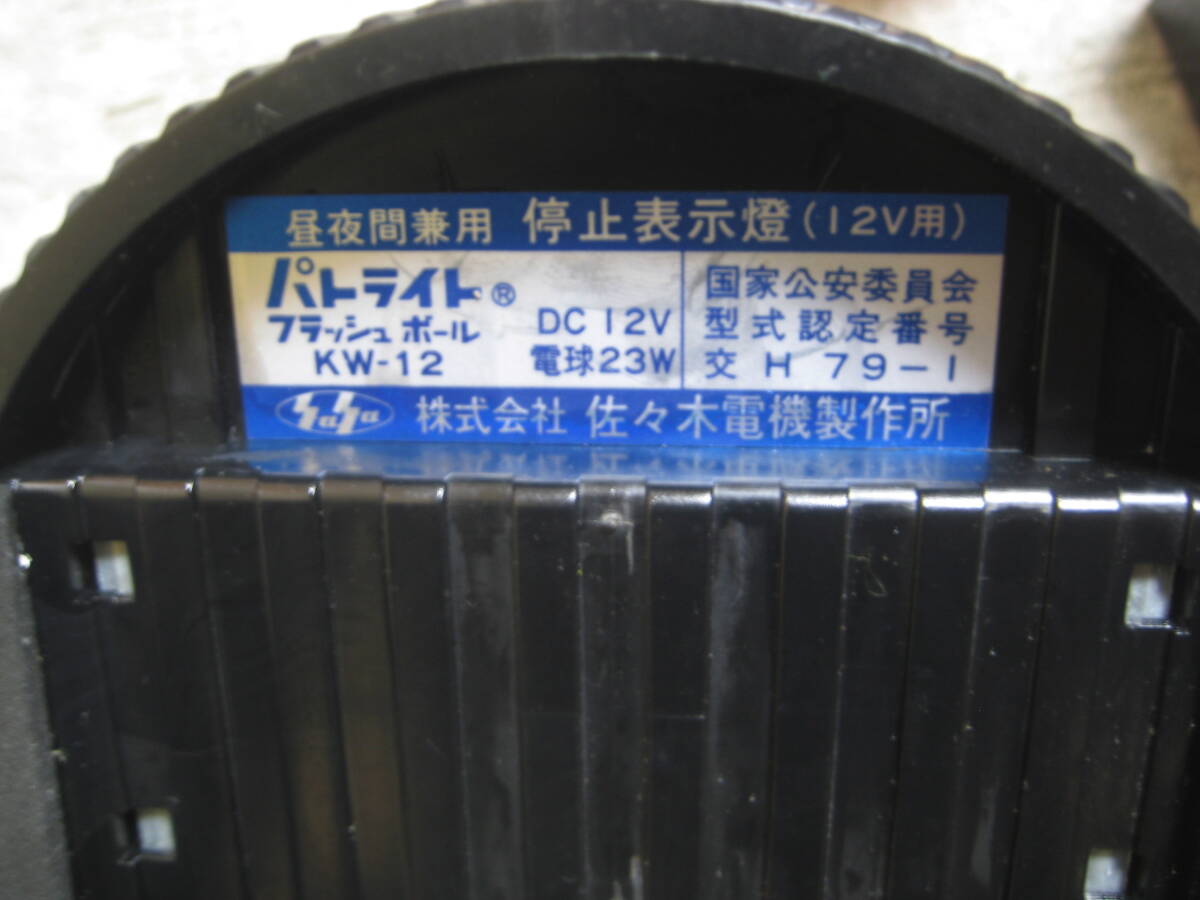 昼夜間兼用 停止表示燈(12V用)
パトライト®
フラッシュボール
KW-12
DC12V
電球23W
国家公安委員会
型式認定番号
交 H 79-1
SaSa 株式会社 佐々木電機製作所